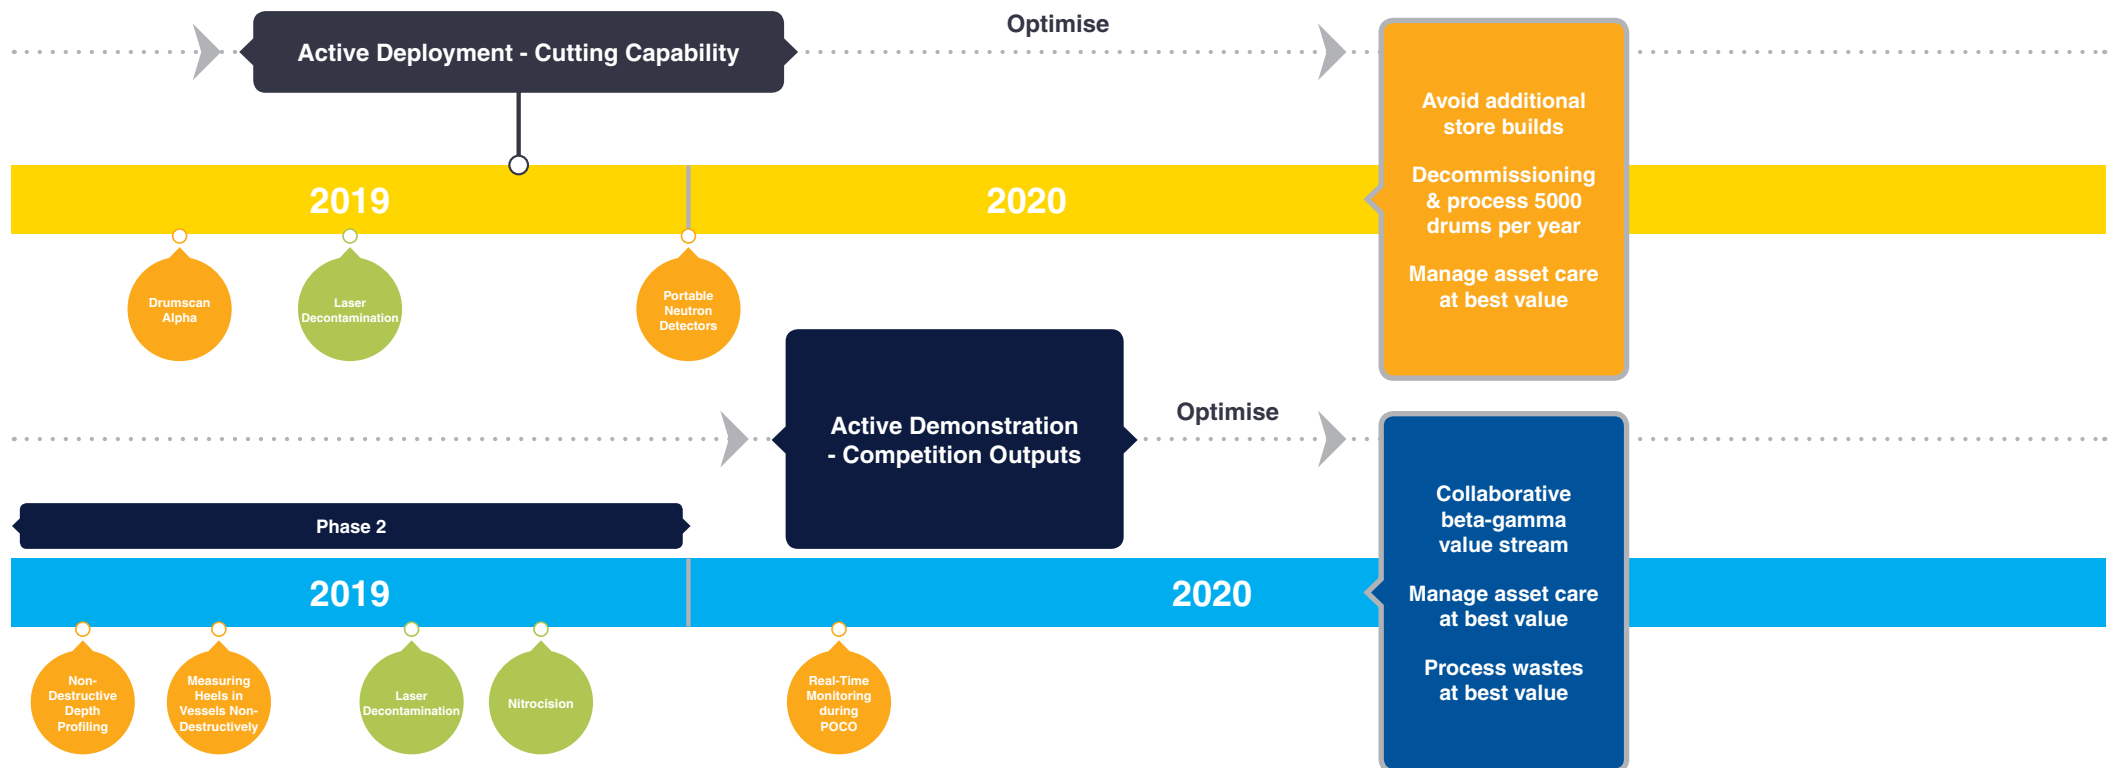 Optimise
Active Deployment - Cutting Capability
Avoid additional
store builds
Decommissioning
& process 5000
drums per year
Manage asset care
at best value
2019
2020
Drumscan
Alpha
Laser
Decontamination
Portable
Neutron
Detectors
Optimise
Active Demonstration
- Competition Outputs
Collaborative
beta-gamma
value stream
Manage asset care
at best value
Process wastes
at best value
Phase 2
2019
2020
Non-
Destructive
Depth
Profiling
Measuring
Heels in
Vessels Non-
Destructively
Laser
Decontamination
Nitrocision
Real-Time
Monitoring
during
POCO